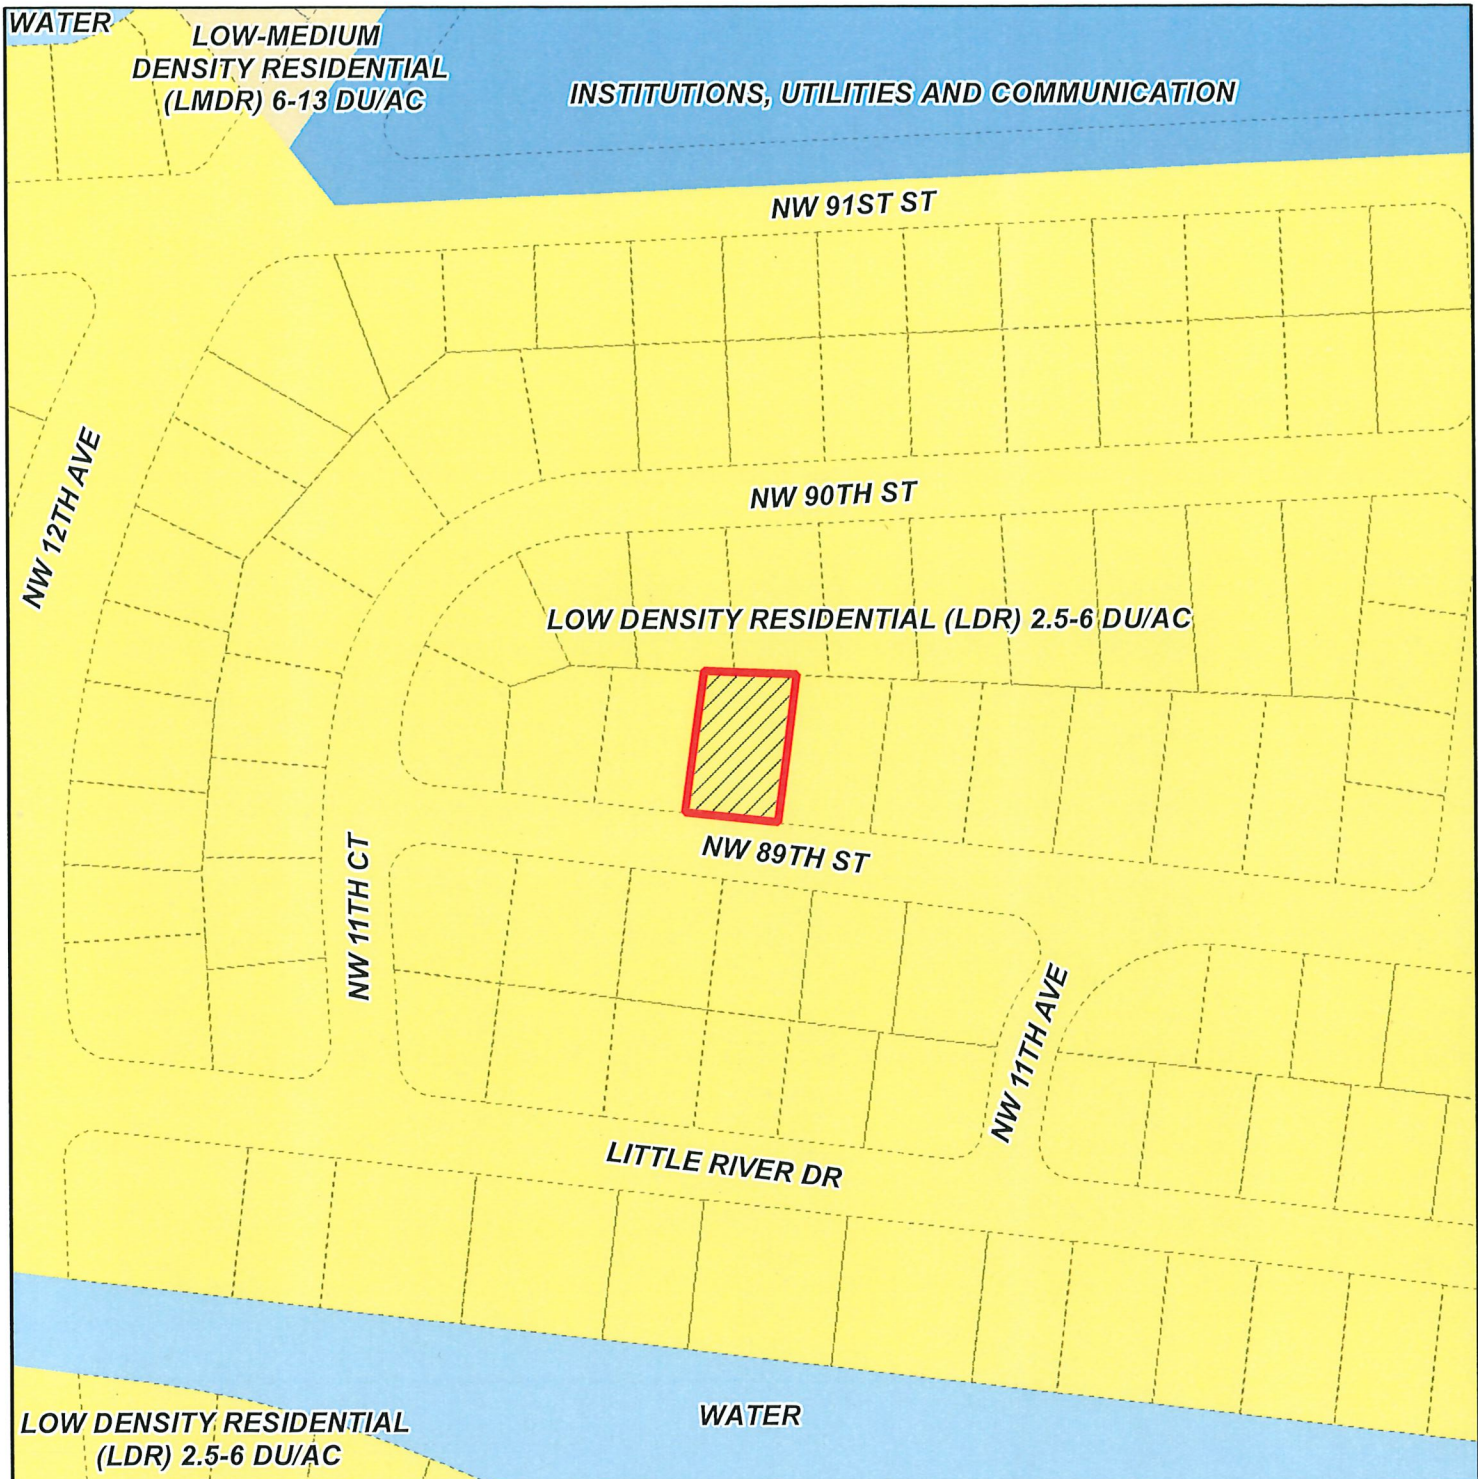 WATER
LOW-MEDIUM
DENSITY RESIDENTIAL
(LMDR) 6-13 DU/AC
INSTITUTIONS, UTILITIES AND COMMUNICATION
NW 91ST ST
NW 12TH AVE
NW 90TH ST
LOW DENSITY RESIDENTIAL (LDR) 2.5-6 DU/AC
NW 89TH ST
NW 11TH CT
NW 11TH AVE
LITTLE RIVER DR
WATER
LOW DENSITY RESIDENTIAL
(LDR) 2.5-6 DU/AC